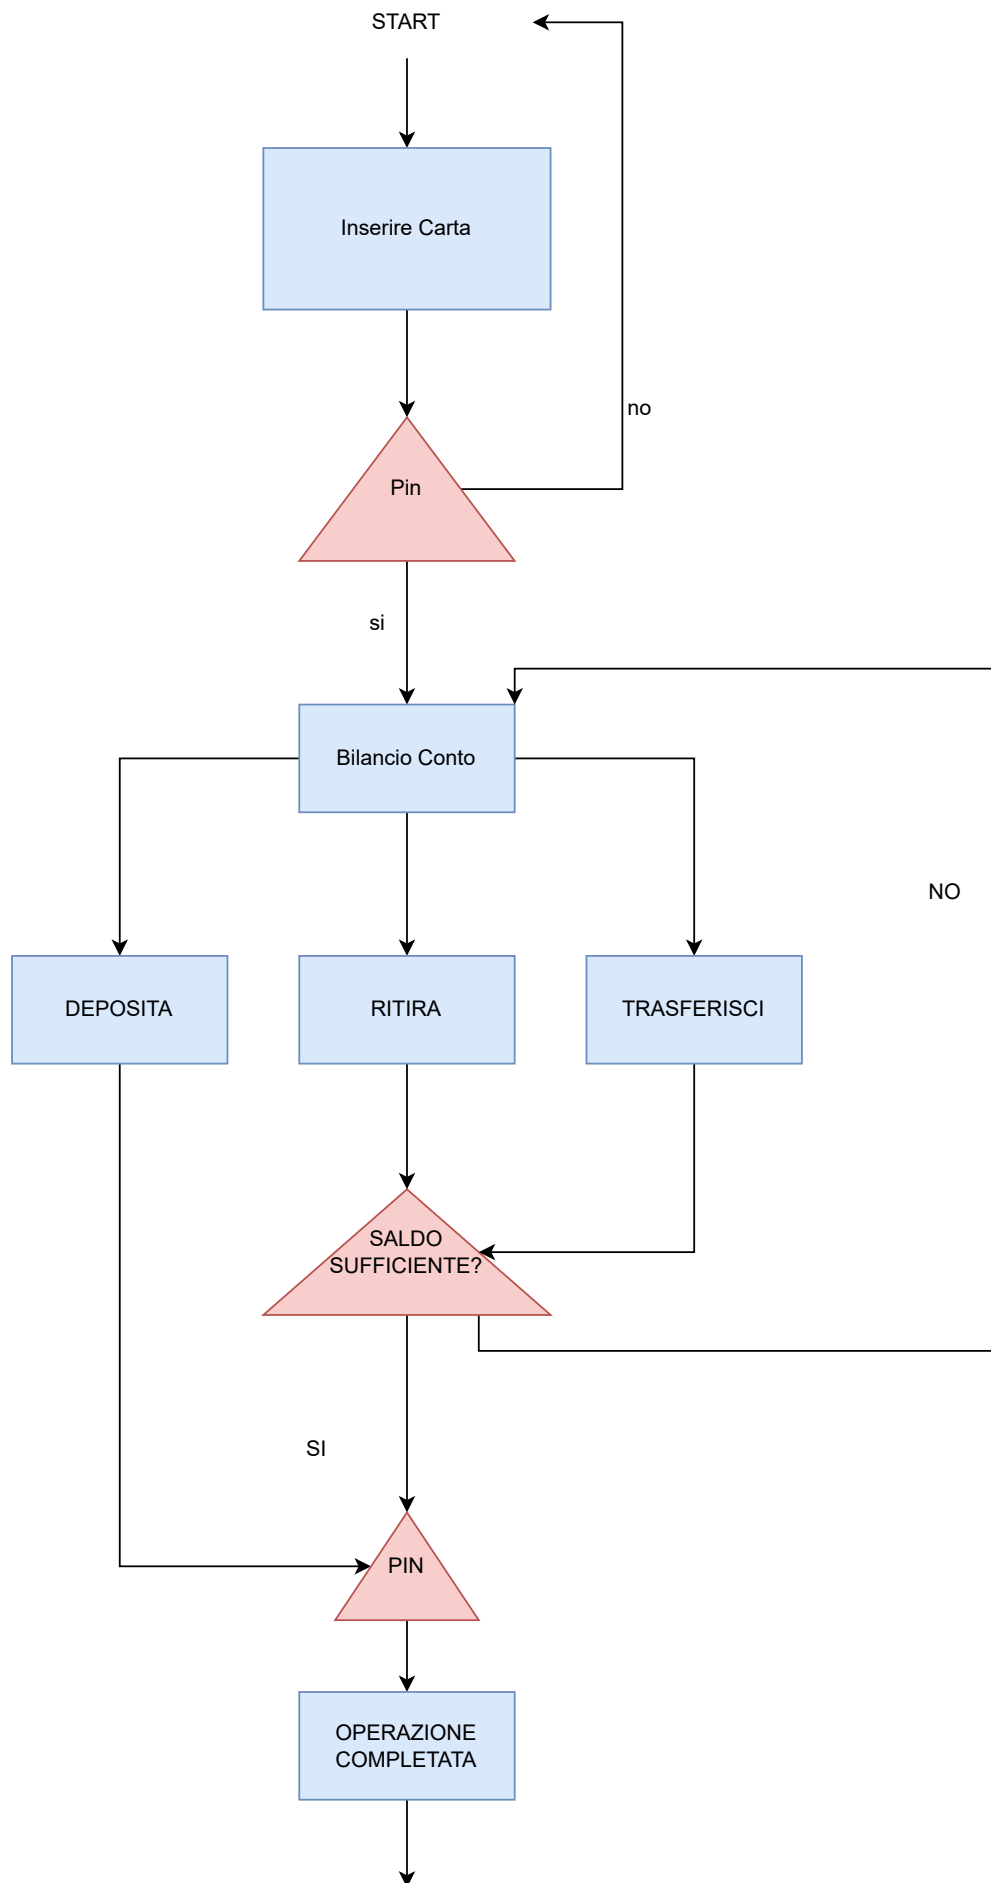 START
Inserire Carta
no
Pin
si
Bilancio Conto
NO
DEPOSITA
RITIRA
TRASFERISCI
SALDO
SUFFICIENTE?
SI
PIN
OPERAZIONE
COMPLETATA